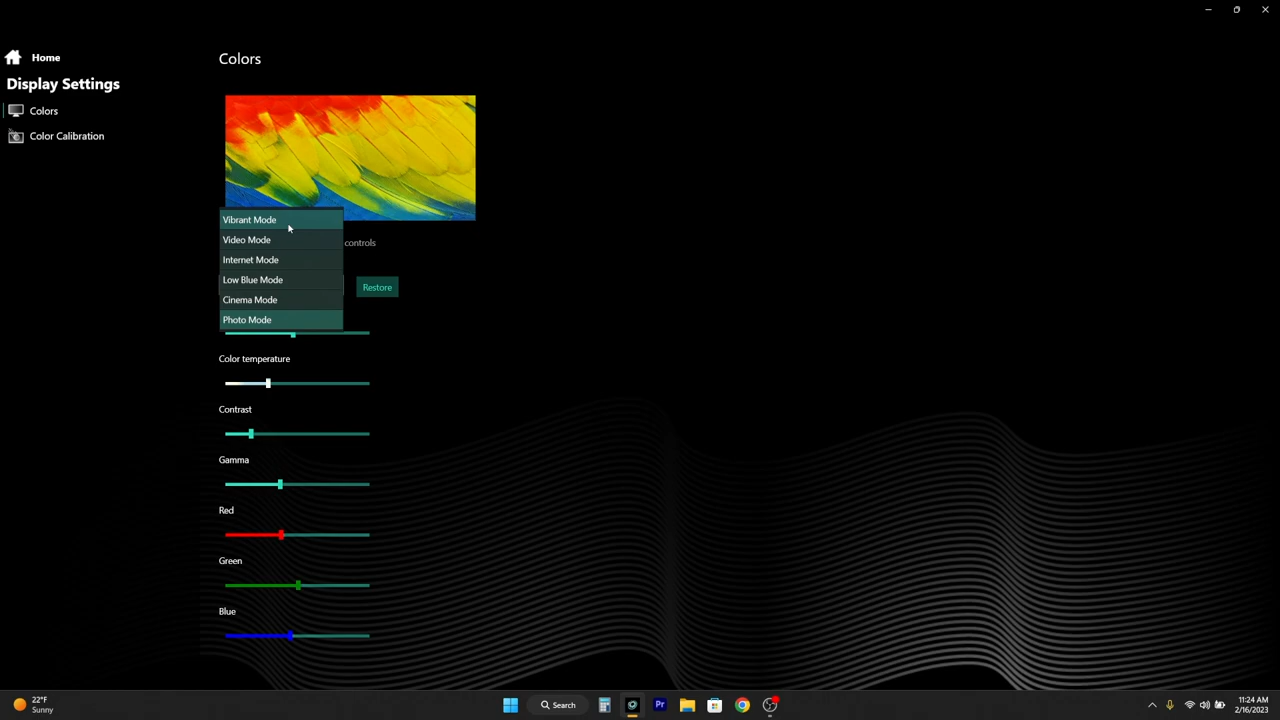 Home
Display Settings
Colors
Color Calibration
Colors
Vibrant Mode
controls
Video Mode
Internet Mode
Low Blue Mode
Restore
Cinema Mode
Photo Mode
Color temperature
Contrast
Gamma
Red
Green
Blue
22°F
Sunny
Search
Pr
11:24 AM
2/16/2023